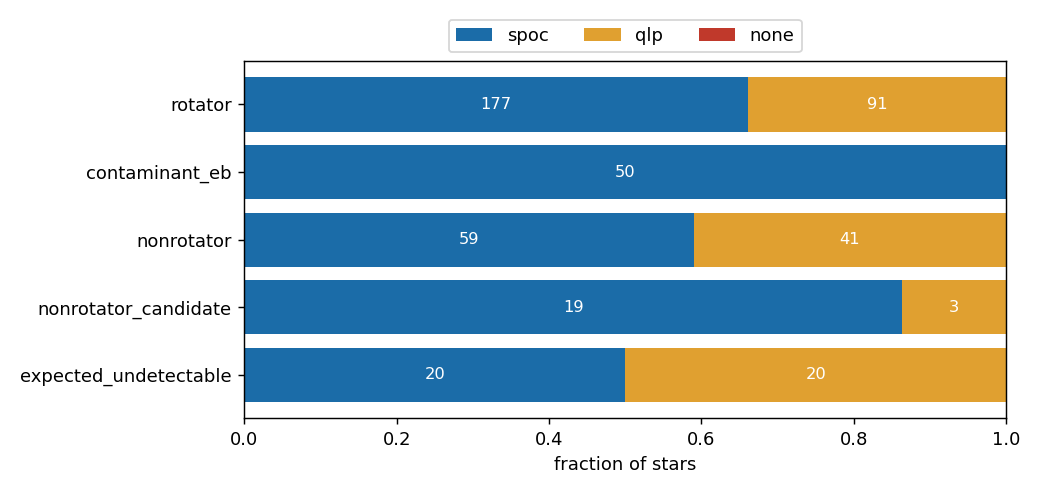 spoc qlp none
rotator 177 91
contaminant_eb 50
nonrotator 59 41
nonrotator_candidate 19 3
expected_undetectable 20 20
0.0 0.2 0.4 0.6 0.8 1.0
fraction of stars